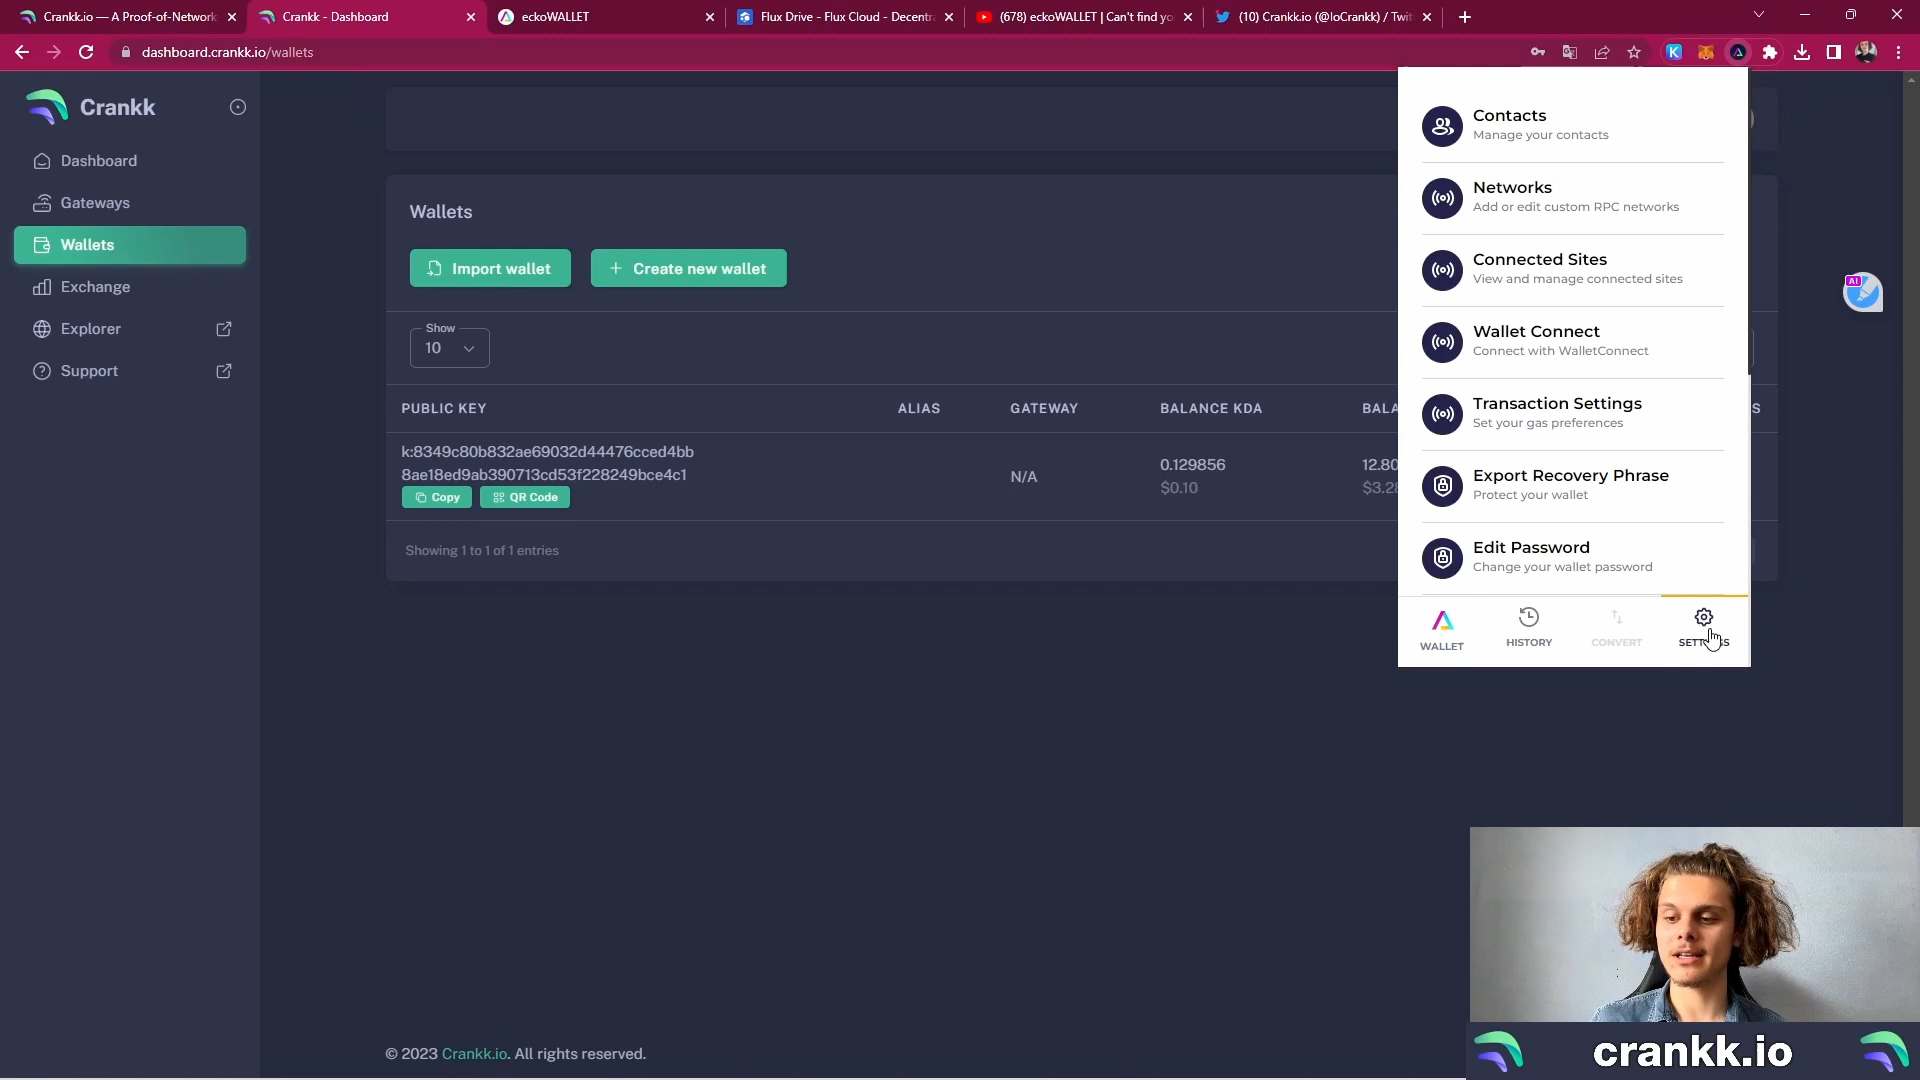 Crankk.io — A Proof-of-Network
Crankk - Dashboard
eckoWALLET
Flux Drive - Flux Cloud - Decentr
(678) eckoWALLET | Can't find yo
(10) Crankk.io (@IoCrankk) / Twit
dashboard.crankk.io/wallets
Crankk
Dashboard
Gateways
Wallets
Exchange
Explorer
Support
Wallets
Import wallet
Create new wallet
Show
10
PUBLIC KEY ALIAS GATEWAY BALANCE KDA BALA S
k:8349c80b832ae69032d44476cced4bb
8ae18ed9ab390713cd53f228249bce4c1
Copy
QR Code
N/A
0.129856
$0.10
12.80
$3.28
Showing 1 to 1 of 1 entries
Contacts
Manage your contacts
Networks
Add or edit custom RPC networks
Connected Sites
View and manage connected sites
Wallet Connect
Connect with WalletConnect
Transaction Settings
Set your gas preferences
Export Recovery Phrase
Protect your wallet
Edit Password
Change your wallet password
WALLET
HISTORY
CONVERT
SETTINGS
AI
© 2023 Crankk.io. All rights reserved.
crankk.io